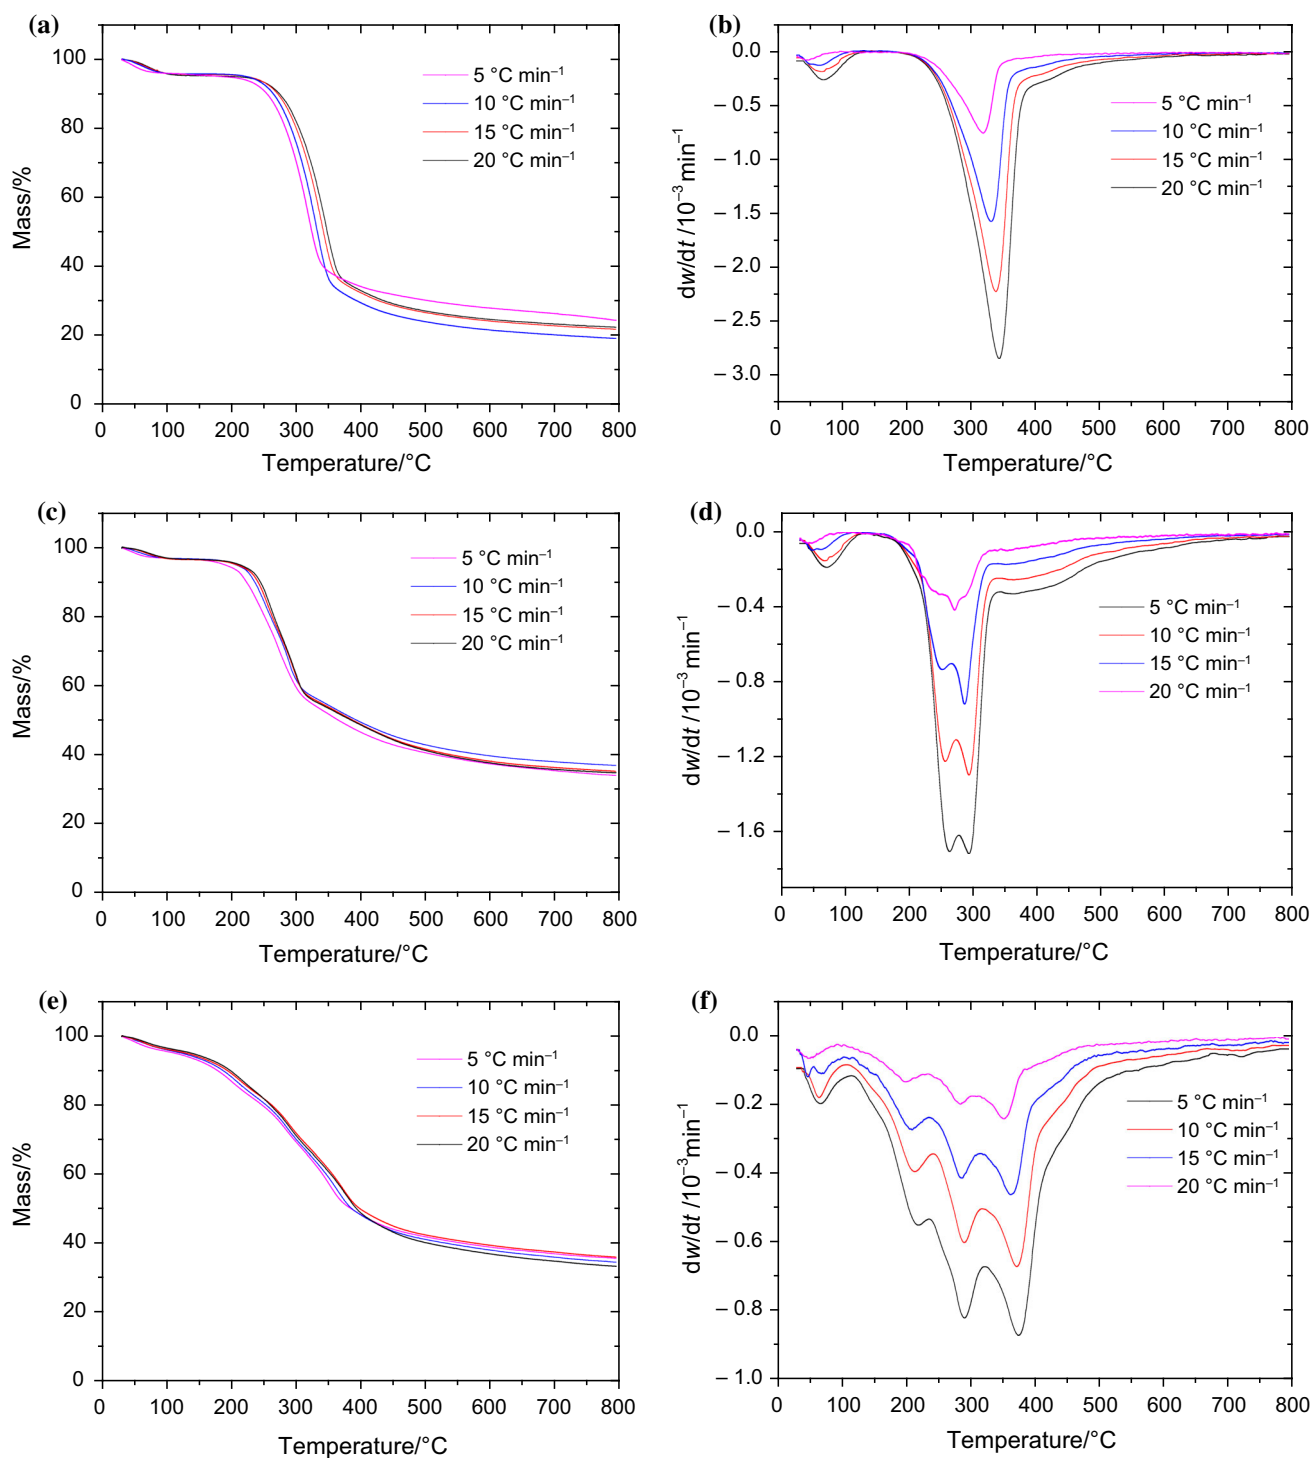 (a)
100
80
60
40
20
0
Mass/%
5 °C min⁻¹
10 °C min⁻¹
15 °C min⁻¹
20 °C min⁻¹
0 100 200 300 400 500 600 700 800
Temperature/°C
(b)
0.0
– 0.5
– 1.0
– 1.5
– 2.0
– 2.5
– 3.0
dw/dt /10⁻³ min⁻¹
5 °C min⁻¹
10 °C min⁻¹
15 °C min⁻¹
20 °C min⁻¹
0 100 200 300 400 500 600 700 800
Temperature/°C
(c)
100
80
60
40
20
0
Mass/%
5 °C min⁻¹
10 °C min⁻¹
15 °C min⁻¹
20 °C min⁻¹
0 100 200 300 400 500 600 700 800
Temperature/°C
(d)
0.0
– 0.4
– 0.8
– 1.2
– 1.6
dw/dt /10⁻³ min⁻¹
5 °C min⁻¹
10 °C min⁻¹
15 °C min⁻¹
20 °C min⁻¹
0 100 200 300 400 500 600 700 800
Temperature/°C
(e)
100
80
60
40
20
0
Mass/%
5 °C min⁻¹
10 °C min⁻¹
15 °C min⁻¹
20 °C min⁻¹
0 100 200 300 400 500 600 700 800
Temperature/°C
(f)
0.0
– 0.2
– 0.4
– 0.6
– 0.8
– 1.0
dw/dt /10⁻³min⁻¹
5 °C min⁻¹
10 °C min⁻¹
15 °C min⁻¹
20 °C min⁻¹
0 100 200 300 400 500 600 700 800
Temperature/°C